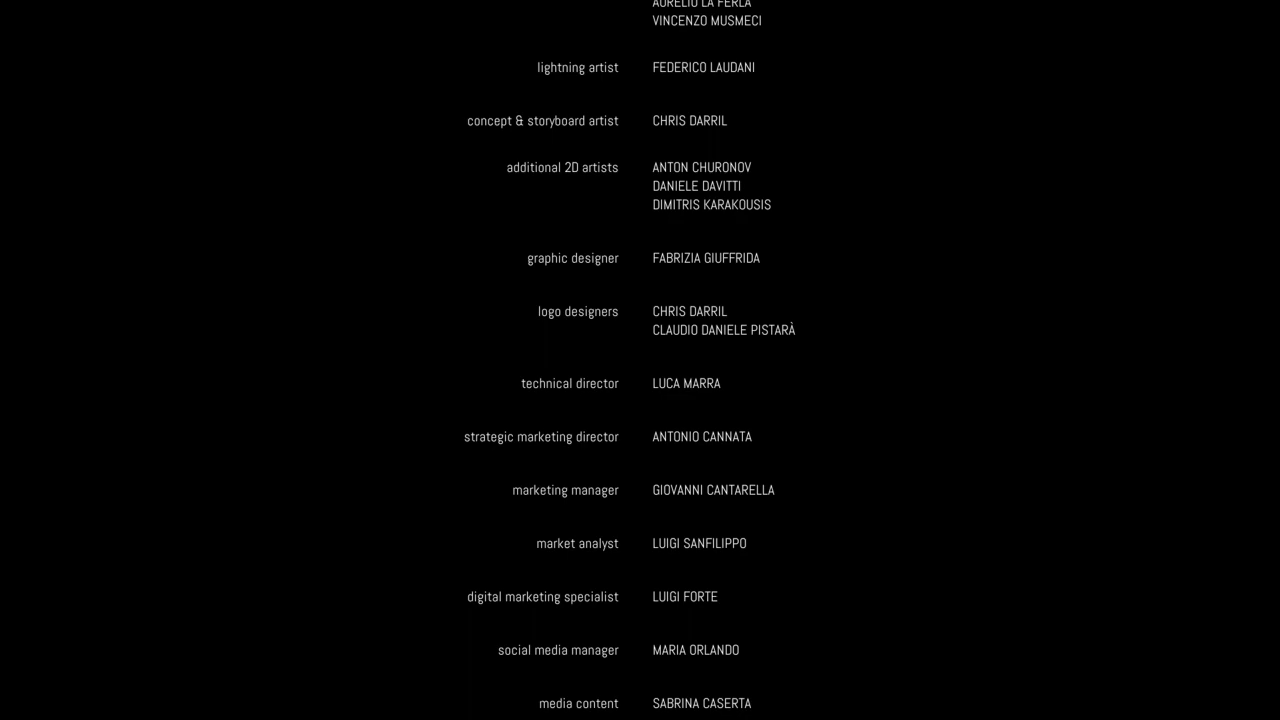 AURELIO LA FERLA
VINCENZO MUSMECI
lightning artist FEDERICO LAUDANI
concept & storyboard artist CHRIS DARRIL
additional 2D artists ANTON CHURONOV
DANIELE DAVITTI
DIMITRIS KARAKOUSIS
graphic designer FABRIZIA GIUFFRIDA
logo designers CHRIS DARRIL
CLAUDIO DANIELE PISTARÀ
technical director LUCA MARRA
strategic marketing director ANTONIO CANNATA
marketing manager GIOVANNI CANTARELLA
market analyst LUIGI SANFILIPPO
digital marketing specialist LUIGI FORTE
social media manager MARIA ORLANDO
media content SABRINA CASERTA